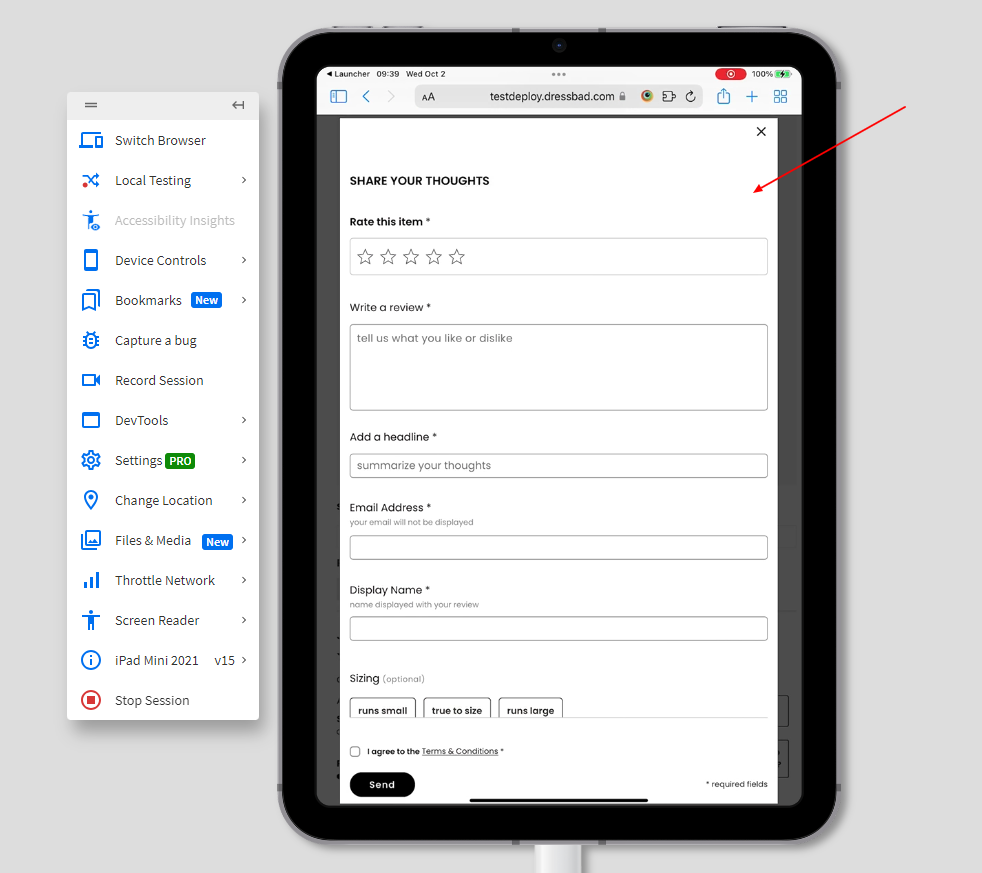 Switch Browser
Local Testing
Accessibility Insights
Device Controls
Bookmarks New
Capture a bug
Record Session
DevTools
Settings PRO
Change Location
Files & Media New
Throttle Network
Screen Reader
iPad Mini 2021 v15
Stop Session
Launcher 09:39 Wed Oct 2 100%
AA testdeploy.dressbad.com
SHARE YOUR THOUGHTS
Rate this item *
Write a review *
tell us what you like or dislike
Add a headline *
summarize your thoughts
Email Address *
your email will not be displayed
Display Name *
name displayed with your review
Sizing (optional)
runs small true to size runs large
I agree to the Terms & Conditions *
Send * required fields